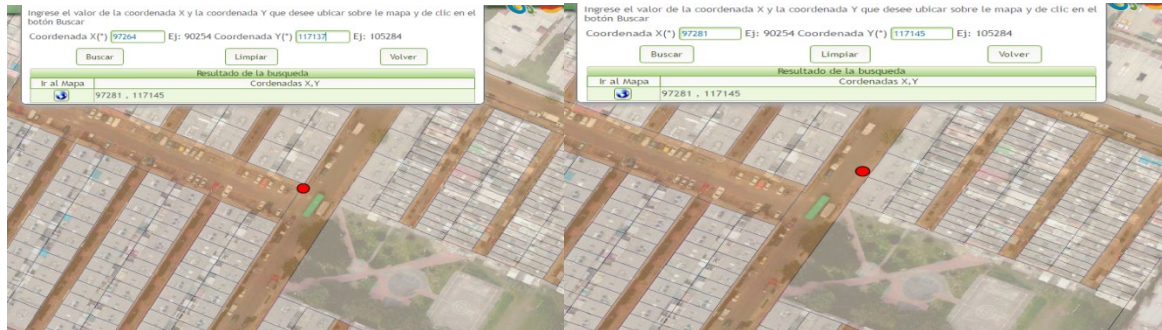 Ingrese el valor de la coordenada X y la coordenada Y que desee ubicar sobre le mapa y de clic en el
botón Buscar
Coordenada X(*) 97264 Ej: 90254 Coordenada Y(*) 117137 Ej: 105284
Buscar Limpiar Volver
Resultado de la busqueda
Ir al Mapa Cordenadas X,Y
97281 , 117145
Ingrese el valor de la coordenada X y la coordenada Y que desee ubicar sobre le mapa y de clic en el
botón Buscar
Coordenada X(*) 97281 Ej: 90254 Coordenada Y(*) 117145 Ej: 105284
Buscar Limpiar Volver
Resultado de la busqueda
Ir al Mapa Cordenadas X,Y
97281 , 117145